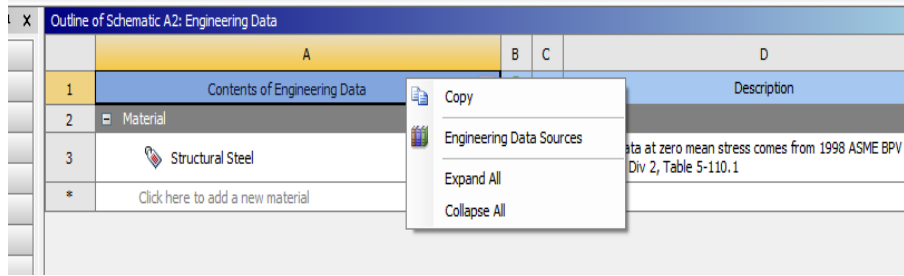 X Outline of Schematic A2: Engineering Data
A B C D
1 Contents of Engineering Data Description
2 Material
3 Structural Steel
ata at zero mean stress comes from 1998 ASME BPV
Div 2, Table 5-110.1
* Click here to add a new material
Copy
Engineering Data Sources
Expand All
Collapse All